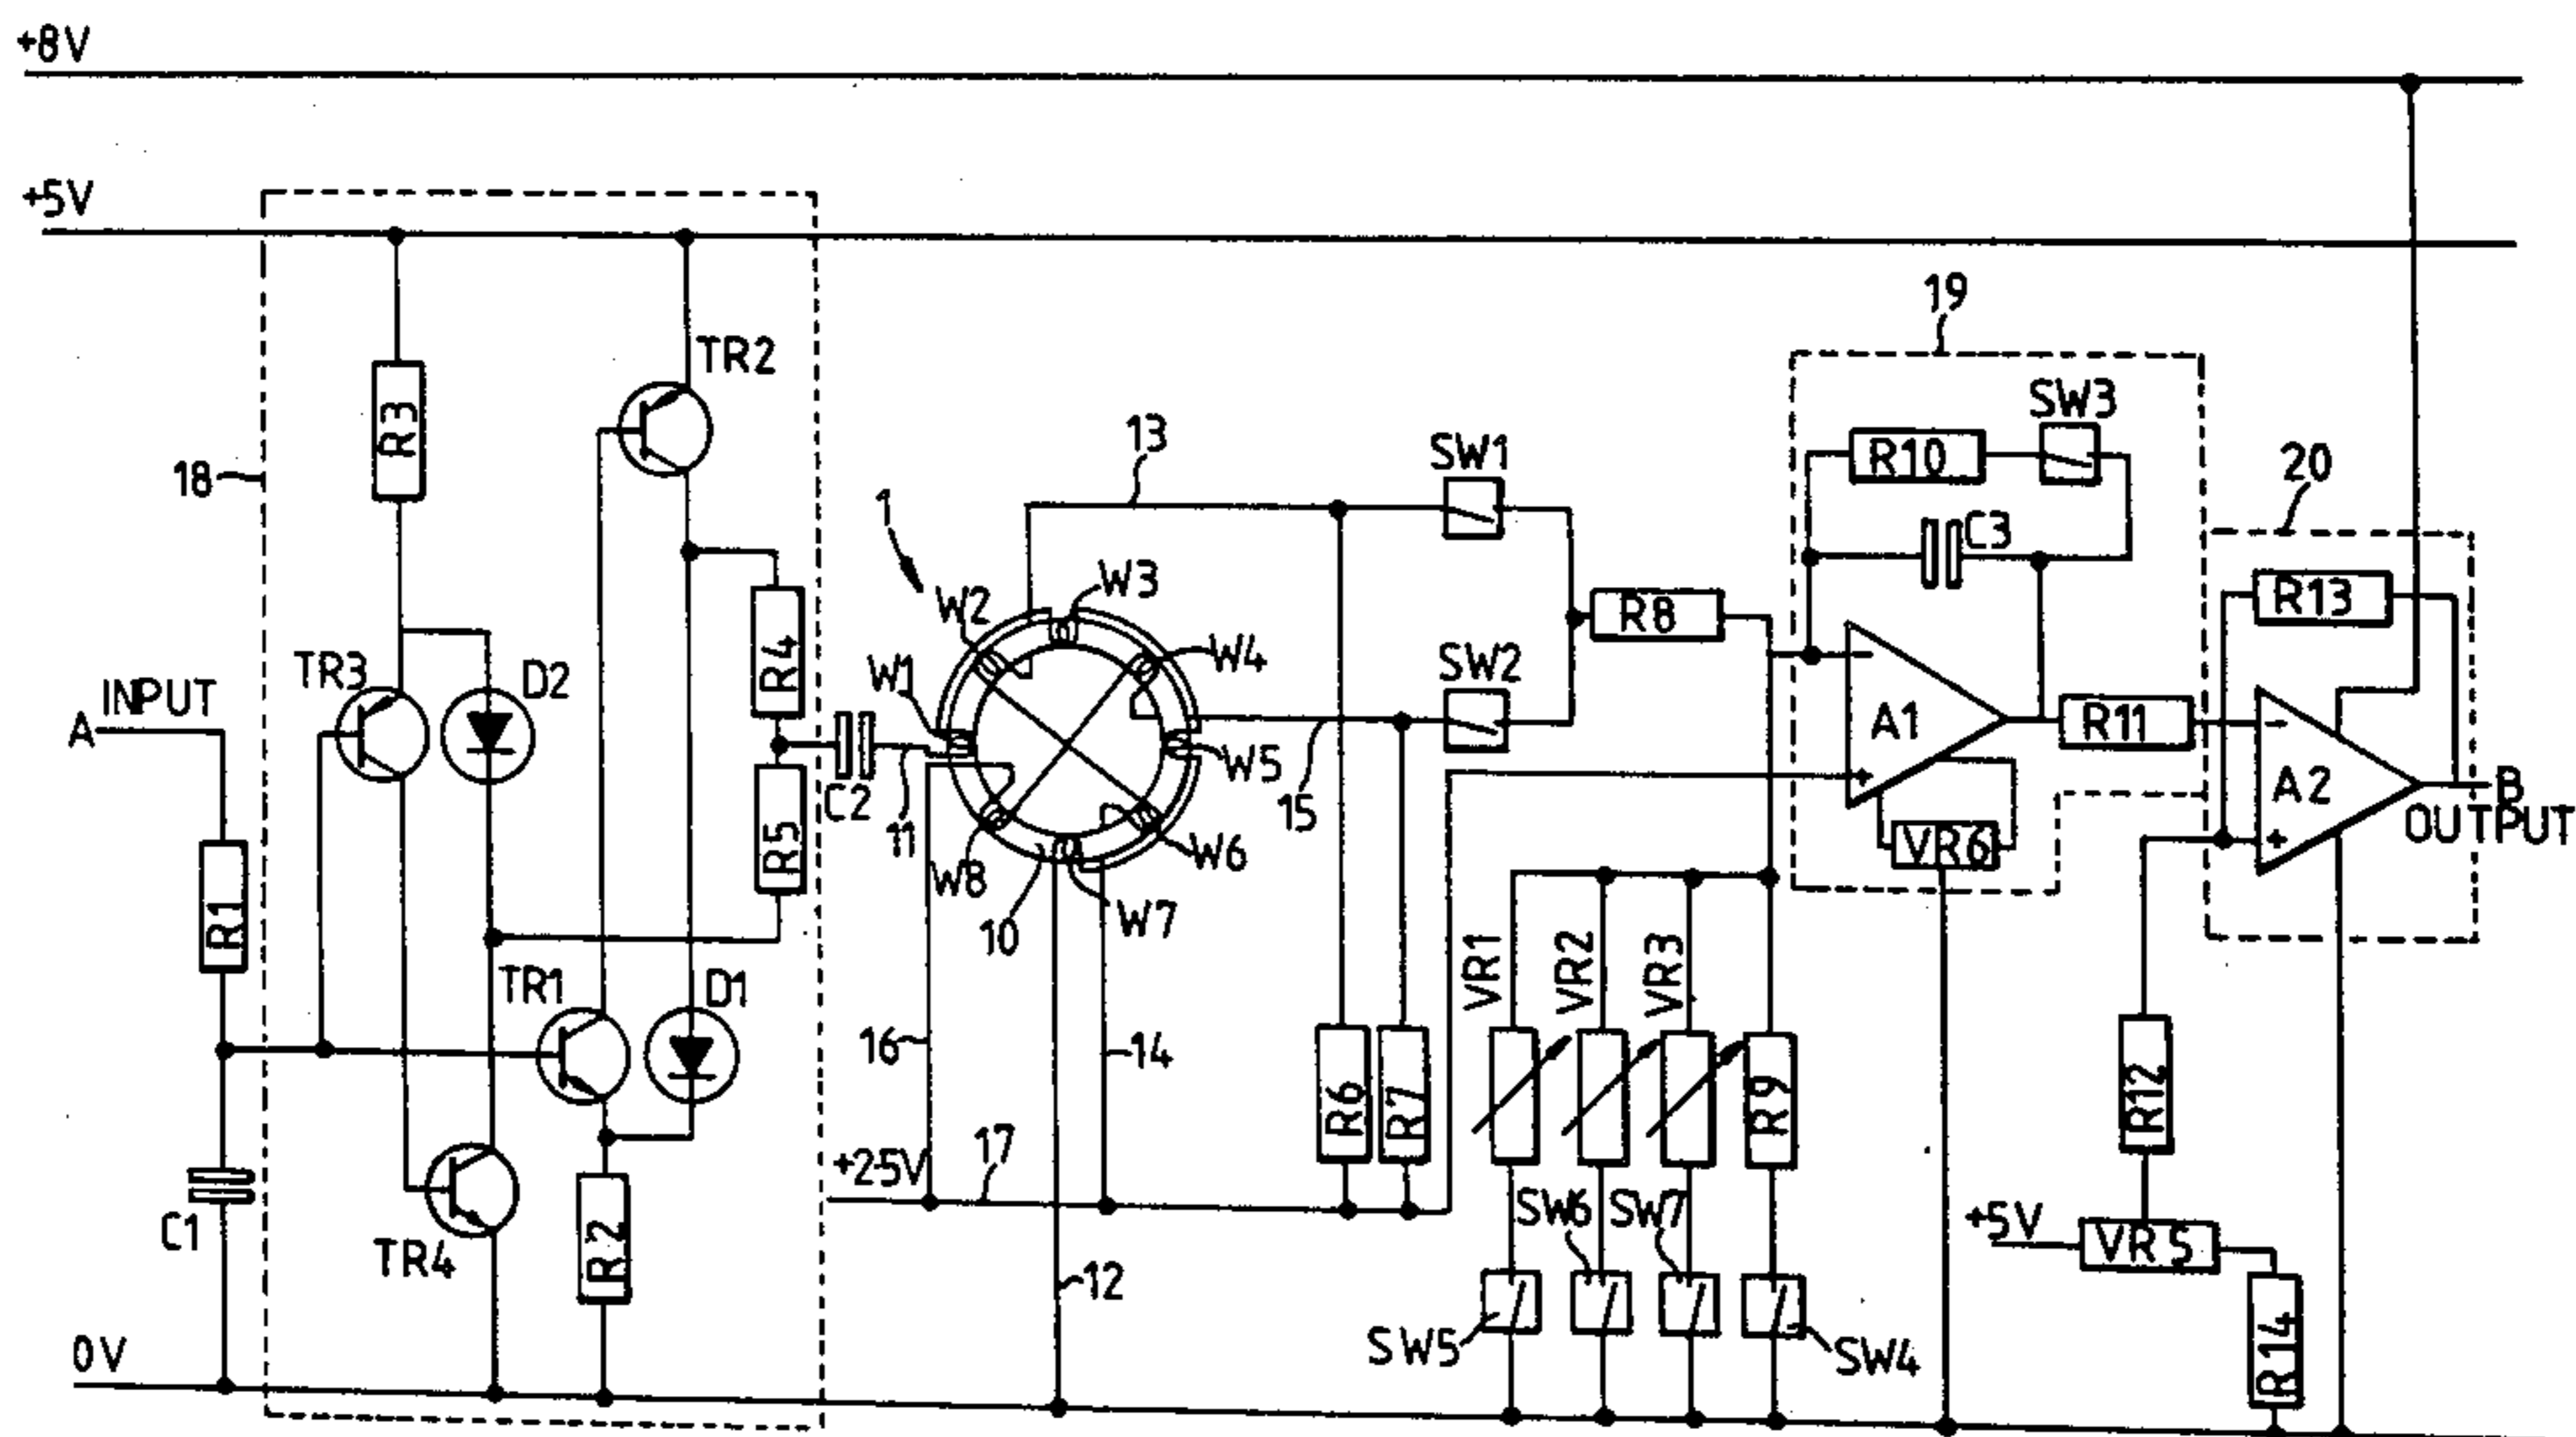 +8V
+5V
19
TR2
SW3
13
SW1
R10
20
R3
18
1
C3
W3
W2
R13
R8
W4
TR3
D2
R4
W1
SW2
INPUT
A
A1
R11
W5
A2
B
OUTPUT
C2
11
15
R5
W6
VR6
W8
W7
10
R1
VR1
VR2
VR3
TR1
D1
16
14
R6
R7
R9
R12
17
+2·5V
C1
R2
SW6
SW7
+5V
VR5
TR4
12
0V
SW5
SW4
R14